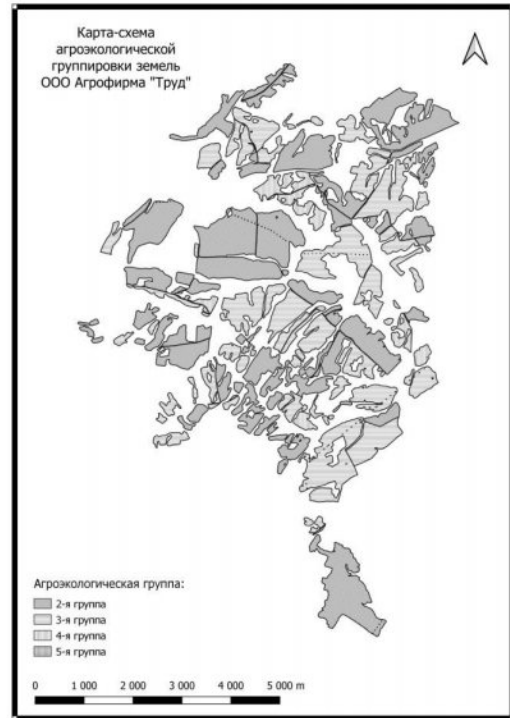 Карта-схема
агроэкологической
группировки земель
ООО Агрофирма "Труд"
Агроэкологическая группа:
2-я группа
3-я группа
4-я группа
5-я группа
0 1 000 2 000 3 000 4 000 5 000 m